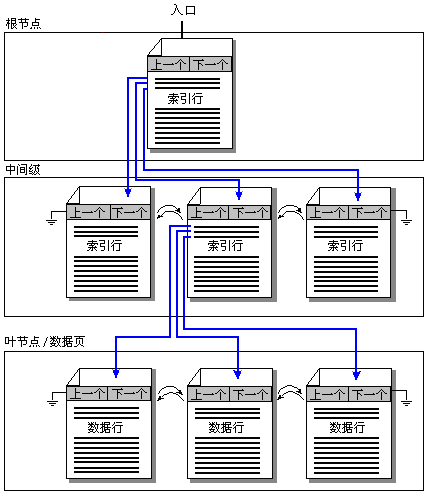 入口
根节点
上一个 下一个
索引行
中间级
上一个 下一个 上一个 下一个 上一个 下一个
索引行 索引行 索引行
叶节点/数据页
上一个 下一个 上一个 下一个 上一个 下一个
数据行 数据行 数据行